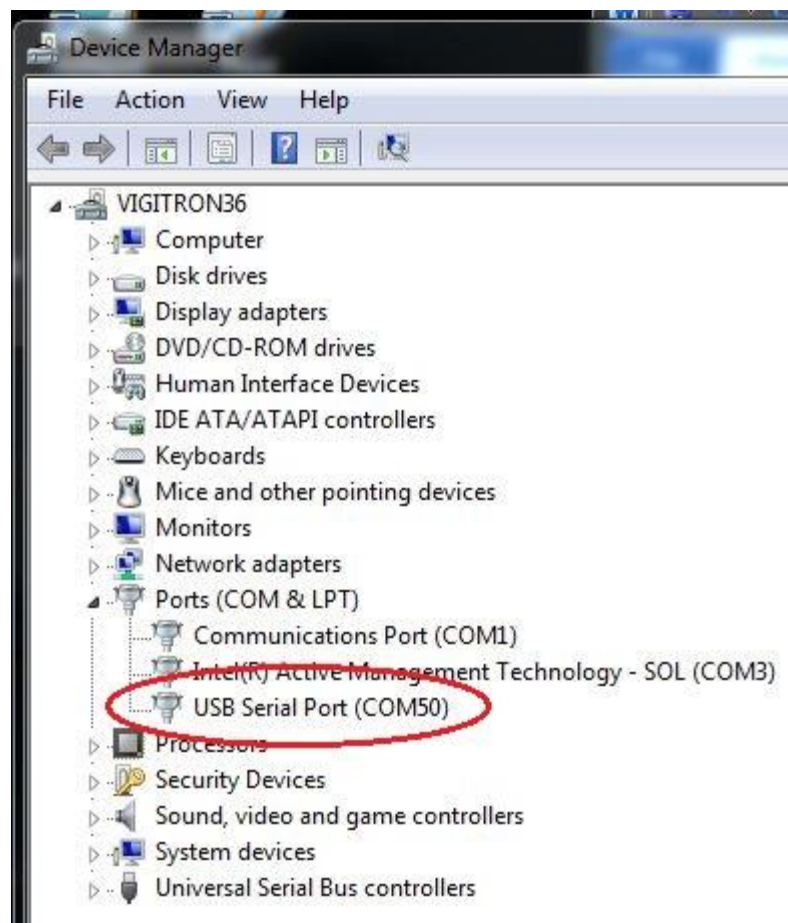 Device Manager
File Action View Help
VIGITRON36
Computer
Disk drives
Display adapters
DVD/CD-ROM drives
Human Interface Devices
IDE ATA/ATAPI controllers
Keyboards
Mice and other pointing devices
Monitors
Network adapters
Ports (COM & LPT)
Communications Port (COM1)
Intel(R) Active Management Technology - SOL (COM3)
USB Serial Port (COM50)
Processors
Security Devices
Sound, video and game controllers
System devices
Universal Serial Bus controllers